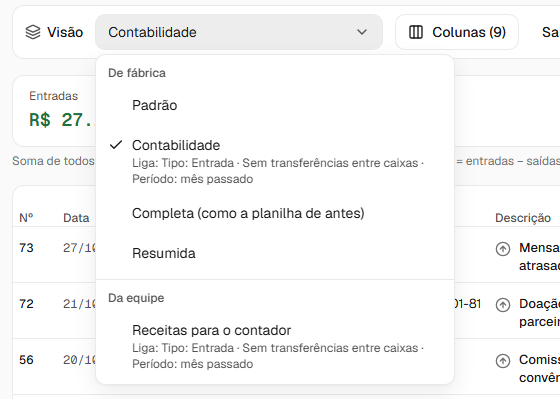 Visão
Contabilidade
Colunas (9)
Sa
De fábrica
Padrão
Contabilidade
Liga: Tipo: Entrada · Sem transferências entre caixas ·
Período: mês passado
Completa (como a planilha de antes)
Resumida
Da equipe
Receitas para o contador
Liga: Tipo: Entrada · Sem transferências entre caixas ·
Período: mês passado
Entradas
R$ 27.
Soma de todos
= entradas − saídas
Nº Data Descrição
73 27/10 Mensa
atrasad
72 21/10 01-81 Doaçã
parceir
56 20/10 Comiss
convên